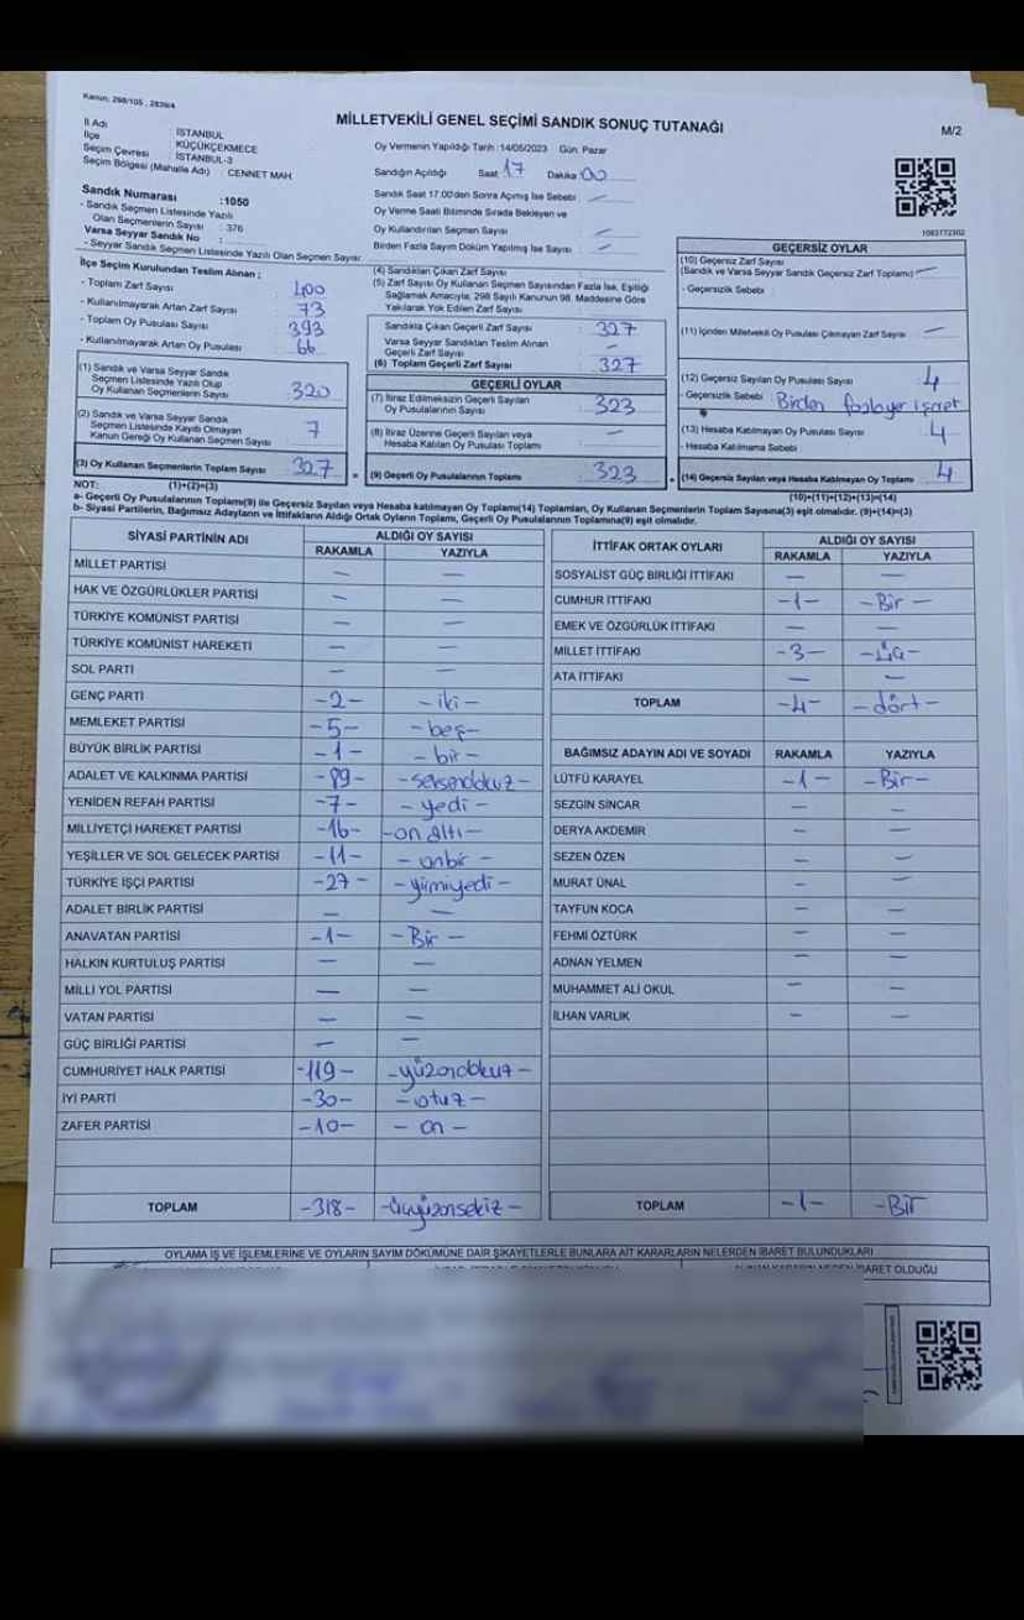 Kanun: 298/105, 2839/4
MİLLETVEKİLİ GENEL SEÇİMİ SANDIK SONUÇ TUTANAĞI
M/2
İl Adı : İSTANBUL
İlçe : KÜÇÜKÇEKMECE
Seçim Çevresi : İSTANBUL-3
Seçim Bölgesi (Mahalle Adı) : CENNET MAH.
Oy Vermenin Yapıldığı Tarih :14/05/2023 Gün: Pazar
Sandığın Açıldığı Saat 17 Dakika 00
Sandık Numarası :1050
- Sandık Seçmen Listesinde Yazılı
Olan Seçmenlerin Sayısı : 376
Varsa Seyyar Sandık No :
- Seyyar Sandık Seçmen Listesinde Yazılı Olan Seçmen Sayısı:
Sandık Saat 17.00'den Sonra Açılmış İse Sebebi : —
Oy Verme Saati Bitiminde Sırada Bekleyen ve
Oy Kullandırılan Seçmen Sayısı : —
Birden Fazla Sayım Döküm Yapılmış İse Sayısı : —
1083772302
İlçe Seçim Kurulundan Teslim Alınan ;
- Toplam Zarf Sayısı 400
- Kullanılmayarak Artan Zarf Sayısı 73
- Toplam Oy Pusulası Sayısı 393
- Kullanılmayarak Artan Oy Pusulası 66
(4) Sandıktan Çıkan Zarf Sayısı :
(5) Zarf Sayısı Oy Kullanan Seçmen Sayısından Fazla İse, Eşitliği
Sağlamak Amacıyla; 298 Sayılı Kanunun 98. Maddesine Göre
Yakılarak Yok Edilen Zarf Sayısı :
Sandıkta Çıkan Geçerli Zarf Sayısı 327
Varsa Seyyar Sandıktan Teslim Alınan
Geçerli Zarf Sayısı —
(6) Toplam Geçerli Zarf Sayısı 327
GEÇERSİZ OYLAR
(10) Geçersiz Zarf Sayısı
(Sandık ve Varsa Seyyar Sandık Geçersiz Zarf Toplamı) —
- Geçersizlik Sebebi :
(11) İçinden Milletvekili Oy Pusulası Çıkmayan Zarf Sayısı —
(12) Geçersiz Sayılan Oy Pusulası Sayısı 4
- Geçersizlik Sebebi Birden fazla yer işaret
(13) Hesaba Katılmayan Oy Pusulası Sayısı 4
- Hesaba Katılmama Sebebi
(14) Geçersiz Sayılan veya Hesaba Katılmayan Oy Toplamı 4
(10)+(11)+(12)+(13)=(14)
(1) Sandık ve Varsa Seyyar Sandık
Seçmen Listesinde Yazılı Olup
Oy Kullanan Seçmenlerin Sayısı 320
(2) Sandık ve Varsa Seyyar Sandık
Seçmen Listesinde Kayıtlı Olmayan
Kanun Gereği Oy Kullanan Seçmen Sayısı 7
(3) Oy Kullanan Seçmenlerin Toplam Sayısı 327
GEÇERLİ OYLAR
(7) İtiraz Edilmeksizin Geçerli Sayılan
Oy Pusulalarının Sayısı 323
(8) İtiraz Üzerine Geçerli Sayılan veya
Hesaba Katılan Oy Pusulası Toplamı —
= (9) Geçerli Oy Pusulalarının Toplamı 323 +
NOT: (1)+(2)=(3)
a- Geçerli Oy Pusulalarının Toplamı(9) ile Geçersiz Sayılan veya Hesaba katılmayan Oy Toplamı(14) Toplamları, Oy Kullanan Seçmenlerin Toplam Sayısına(3) eşit olmalıdır. (9)+(14)=(3)
b- Siyasi Partilerin, Bağımsız Adayların ve İttifakların Aldığı Ortak Oyların Toplamı, Geçerli Oy Pusulalarının Toplamına(9) eşit olmalıdır.
SİYASİ PARTİNİN ADI ALDIĞI OY SAYISI
RAKAMLA YAZIYLA
MİLLET PARTİSİ — —
HAK VE ÖZGÜRLÜKLER PARTİSİ — —
TÜRKİYE KOMÜNİST PARTİSİ — —
TÜRKİYE KOMÜNİST HAREKETİ — —
SOL PARTİ — —
GENÇ PARTİ -2- -iki-
MEMLEKET PARTİSİ -5- -beş-
BÜYÜK BİRLİK PARTİSİ -1- -bir-
ADALET VE KALKINMA PARTİSİ -89- -seksendokuz-
YENİDEN REFAH PARTİSİ -7- -yedi-
MİLLİYETÇİ HAREKET PARTİSİ -16- -on altı-
YEŞİLLER VE SOL GELECEK PARTİSİ -11- -onbir-
TÜRKİYE İŞÇİ PARTİSİ -27- -yirmiyedi-
ADALET BİRLİK PARTİSİ — —
ANAVATAN PARTİSİ -1- -Bir-
HALKIN KURTULUŞ PARTİSİ — —
MİLLİ YOL PARTİSİ — —
VATAN PARTİSİ — —
GÜÇ BİRLİĞİ PARTİSİ — —
CUMHURİYET HALK PARTİSİ -119- -yüzondokuz-
İYİ PARTİ -30- -otuz-
ZAFER PARTİSİ -10- -on-
TOPLAM -318- -üçyüzonsekiz-
İTTİFAK ORTAK OYLARI ALDIĞI OY SAYISI
RAKAMLA YAZIYLA
SOSYALİST GÜÇ BİRLİĞİ İTTİFAKI — —
CUMHUR İTTİFAKI -1- -Bir-
EMEK VE ÖZGÜRLÜK İTTİFAKI — —
MİLLET İTTİFAKI -3- -üç-
ATA İTTİFAKI — —
TOPLAM -4- -dört-
BAĞIMSIZ ADAYIN ADI VE SOYADI RAKAMLA YAZIYLA
LÜTFÜ KARAYEL -1- -Bir-
SEZGİN SİNCAR — —
DERYA AKDEMİR — —
SEZEN ÖZEN — —
MURAT ÜNAL — —
TAYFUN KOCA — —
FEHMİ ÖZTÜRK — —
ADNAN YELMEN — —
MUHAMMET ALİ OKUL — —
İLHAN VARLIK — —
TOPLAM -1- -BİR
OYLAMA İŞ VE İŞLEMLERİNE VE OYLARIN SAYIM DÖKÜMÜNE DAİR ŞİKAYETLERLE BUNLARA AİT KARARLARIN NELERDEN İBARET BULUNDUKLARI
İBARET OLDUĞU